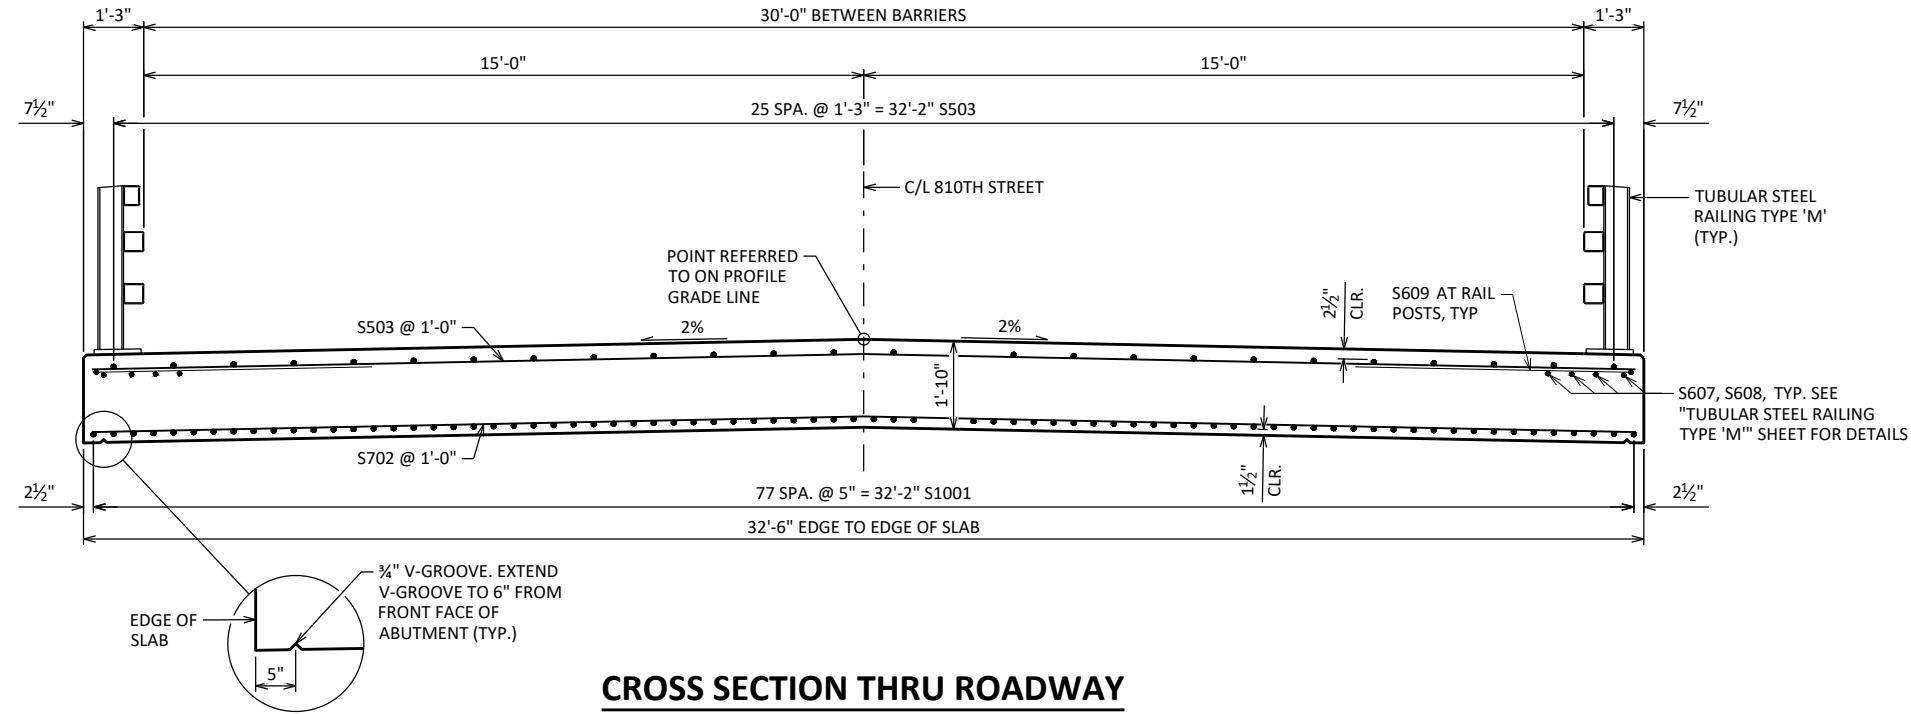 1'-3"
30'-0" BETWEEN BARRIERS
1'-3"
15'-0"
15'-0"
7½"
25 SPA. @ 1'-3" = 32'-2" S503
7½"
C/L 810TH STREET
TUBULAR STEEL
RAILING TYPE 'M'
(TYP.)
POINT REFERRED
TO ON PROFILE
GRADE LINE
2½"
CLR.
S609 AT RAIL
POSTS, TYP
S503 @ 1'-0"
2%
2%
1'-10"
S607, S608, TYP. SEE
"TUBULAR STEEL RAILING
TYPE 'M'" SHEET FOR DETAILS
S702 @ 1'-0"
1½"
CLR.
2½"
77 SPA. @ 5" = 32'-2" S1001
2½"
32'-6" EDGE TO EDGE OF SLAB
¾" V-GROOVE. EXTEND
V-GROOVE TO 6" FROM
FRONT FACE OF
ABUTMENT (TYP.)
EDGE OF
SLAB
5"
CROSS SECTION THRU ROADWAY